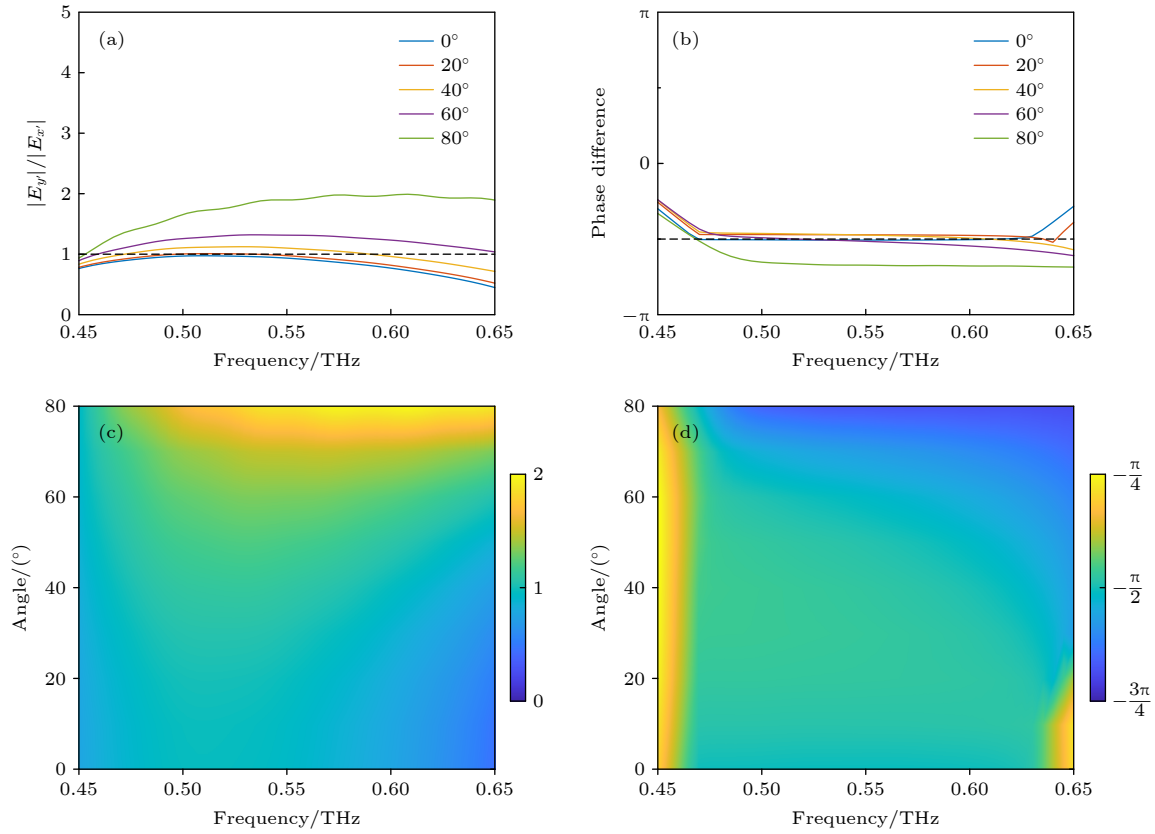 5
4
3
2
1
0
(a)
0°
20°
40°
60°
80°
|E_{y'}|/|E_{x'}|
0.45
0.50
0.55
0.60
0.65
Frequency/THz
π
0
−π
(b)
0°
20°
40°
60°
80°
Phase difference
0.45
0.50
0.55
0.60
0.65
Frequency/THz
80
60
40
20
0
(c)
Angle/(°)
0.45
0.50
0.55
0.60
0.65
Frequency/THz
2
1
0
80
60
40
20
0
(d)
Angle/(°)
0.45
0.50
0.55
0.60
0.65
Frequency/THz
−π/4
−π/2
−3π/4